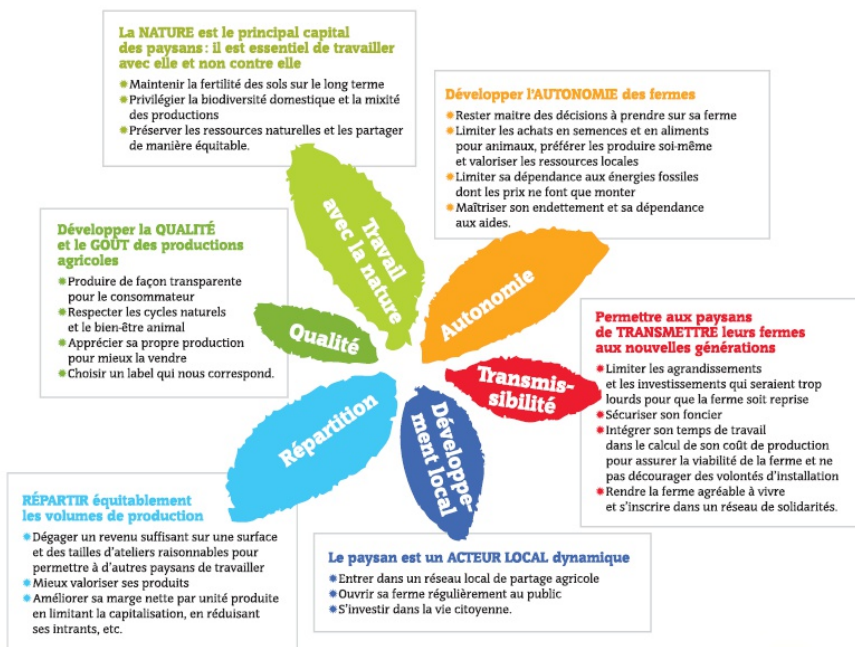 La NATURE est le principal capital
des paysans : il est essentiel de travailler
avec elle et non contre elle
Maintenir la fertilité des sols sur le long terme
Privilégier la biodiversité domestique et la mixité
des productions
Préserver les ressources naturelles et les partager
de manière équitable.
Développer l'AUTONOMIE des fermes
Rester maitre des décisions à prendre sur sa ferme
Limiter les achats en semences et en aliments
pour animaux, préférer les produire soi-même
et valoriser les ressources locales
Limiter sa dépendance aux énergies fossiles
dont les prix ne font que monter
Maîtriser son endettement et sa dépendance
aux aides.
Développer la QUALITÉ
et le GOÛT des productions
agricoles
Produire de façon transparente
pour le consommateur
Respecter les cycles naturels
et le bien-être animal
Apprécier sa propre production
pour mieux la vendre
Choisir un label qui nous correspond.
Travail
avec la nature
Autonomie
Qualité
Transmis-
sibilité
Répartition
Développe-
ment local
Permettre aux paysans
de TRANSMETTRE leurs fermes
aux nouvelles générations
Limiter les agrandissements
et les investissements qui seraient trop
lourds pour que la ferme soit reprise
Sécuriser son foncier
Intégrer son temps de travail
dans le calcul de son coût de production
pour assurer la viabilité de la ferme et ne
pas décourager des volontés d'installation
Rendre la ferme agréable à vivre
et s'inscrire dans un réseau de solidarités.
RÉPARTIR équitablement
les volumes de production
Dégager un revenu suffisant sur une surface
et des tailles d'ateliers raisonnables pour
permettre à d'autres paysans de travailler
Mieux valoriser ses produits
Améliorer sa marge nette par unité produite
en limitant la capitalisation, en réduisant
ses intrants, etc.
Le paysan est un ACTEUR LOCAL dynamique
Entrer dans un réseau local de partage agricole
Ouvrir sa ferme régulièrement au public
S'investir dans la vie citoyenne.